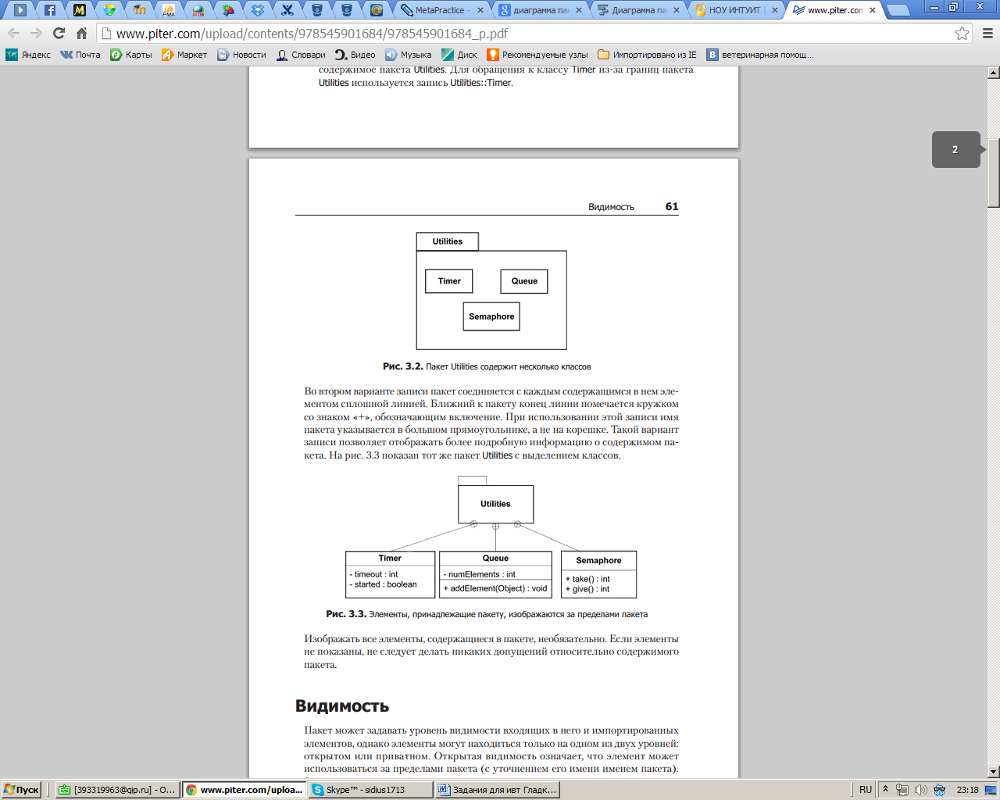 MetaPractice -
диаграмма па
Диаграмма па
НОУ ИНТУИТ |
www.piter.com
www.piter.com/upload/contents/978545901684/978545901684_p.pdf
Яндекс Почта Карты Маркет Новости Словари Видео Музыка Диск Рекомендуемые узлы Импортировано из IE ветеринарная помощ...
содержимое пакета Utilities. Для обращения к классу Timer из-за границ пакета
Utilities используется запись Utilities::Timer.
2
Видимость 61
Utilities
Timer Queue
Semaphore
Рис. 3.2. Пакет Utilities содержит несколько классов
Во втором варианте записи пакет соединяется с каждым содержащимся в нем эле-
ментом сплошной линией. Ближний к пакету конец линии помечается кружком
со знаком «+», обозначающим включение. При использовании этой записи имя
пакета указывается в большом прямоугольнике, а не на корешке. Такой вариант
записи позволяет отображать более подробную информацию о содержимом па-
кета. На рис. 3.3 показан тот же пакет Utilities с выделением классов.
Utilities
Timer
- timeout : int
- started : boolean
Queue
- numElements : int
+ addElement(Object) : void
Semaphore
+ take() : int
+ give() : int
Рис. 3.3. Элементы, принадлежащие пакету, изображаются за пределами пакета
Изображать все элементы, содержащиеся в пакете, необязательно. Если элементы
не показаны, не следует делать никаких допущений относительно содержимого
пакета.
Видимость
Пакет может задавать уровень видимости входящих в него и импортированных
элементов, однако элементы могут находиться только на одном из двух уровней:
открытом или приватном. Открытая видимость означает, что элемент может
использоваться за пределами пакета (с уточнением его имени именем пакета).
Пуск
[393319963@qip.ru] - О...
www.piter.com/uploa...
Skype™ - sidius1713
Задания для ивт Гладк...
RU 23:18